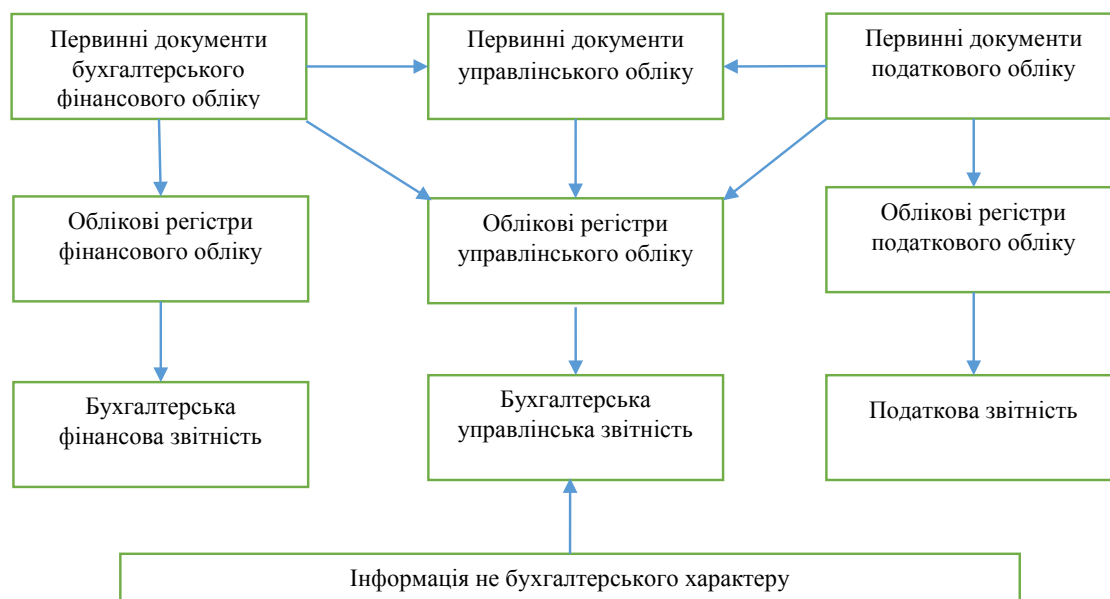 Первинні документи
бухгалтерського
фінансового обліку
Первинні документи
управлінського обліку
Первинні документи
податкового обліку
Облікові регістри
фінансового обліку
Облікові регістри
управлінського обліку
Облікові регістри
податкового обліку
Бухгалтерська
фінансова звітність
Бухгалтерська
управлінська звітність
Податкова звітність
Інформація не бухгалтерського характеру